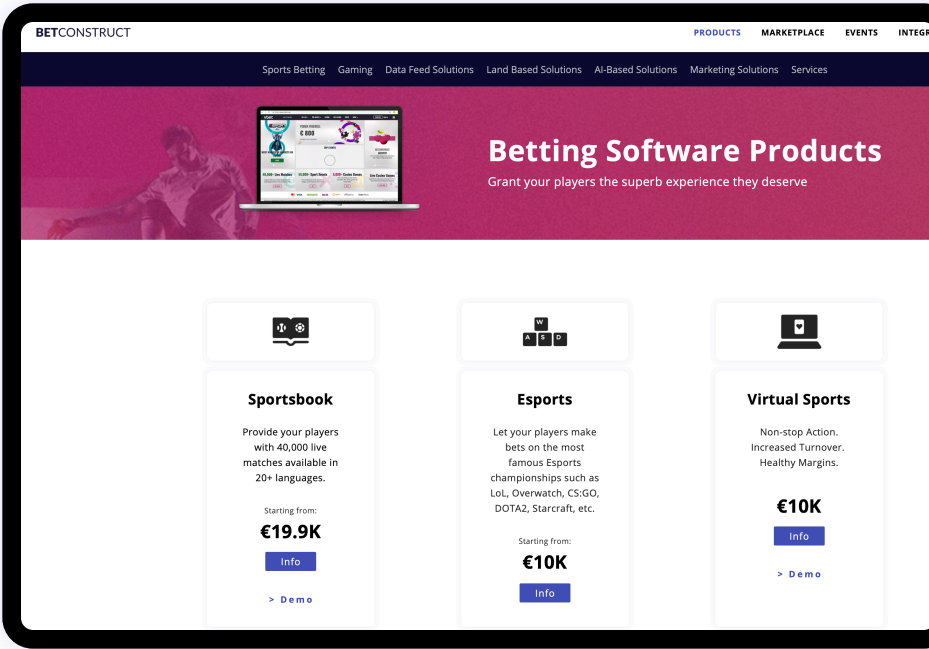 BETCONSTRUCT
PRODUCTS MARKETPLACE EVENTS INTEGR
Sports Betting Gaming Data Feed Solutions Land Based Solutions AI-Based Solutions Marketing Solutions Services
€ 800
Betting Software Products
Grant your players the superb experience they deserve
W
A S D
Sportsbook
Provide your players
with 40,000 live
matches available in
20+ languages.
Starting from:
€19.9K
Info
> Demo
Esports
Let your players make
bets on the most
famous Esports
championships such as
LoL, Overwatch, CS:GO,
DOTA2, Starcraft, etc.
Starting from:
€10K
Info
Virtual Sports
Non-stop Action.
Increased Turnover.
Healthy Margins.
€10K
Info
> Demo